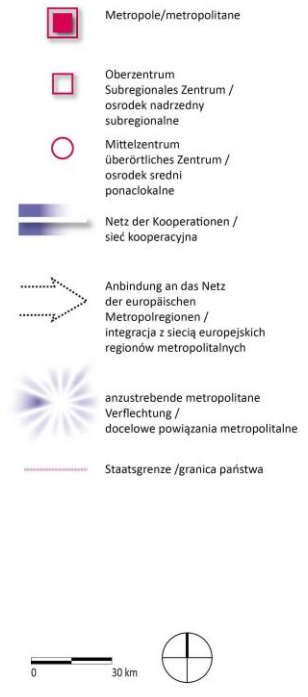 Metropole/metropolitane
Oberzentrum
Subregionales Zentrum /
osrodek nadrzedny
subregionalne
Mittelzentrum
überörtliches Zentrum /
osrodek sredni
ponaclokalne
Netz der Kooperationen /
sieć kooperacyjna
Anbindung an das Netz
der europäischen
Metropolregionen /
integracja z siecią europejskich
regionów metropolitalnych
anzustrebende metropolitane
Verflechtung /
docelowe powiązania metropolitalne
Staatsgrenze /granica państwa
0 30 km